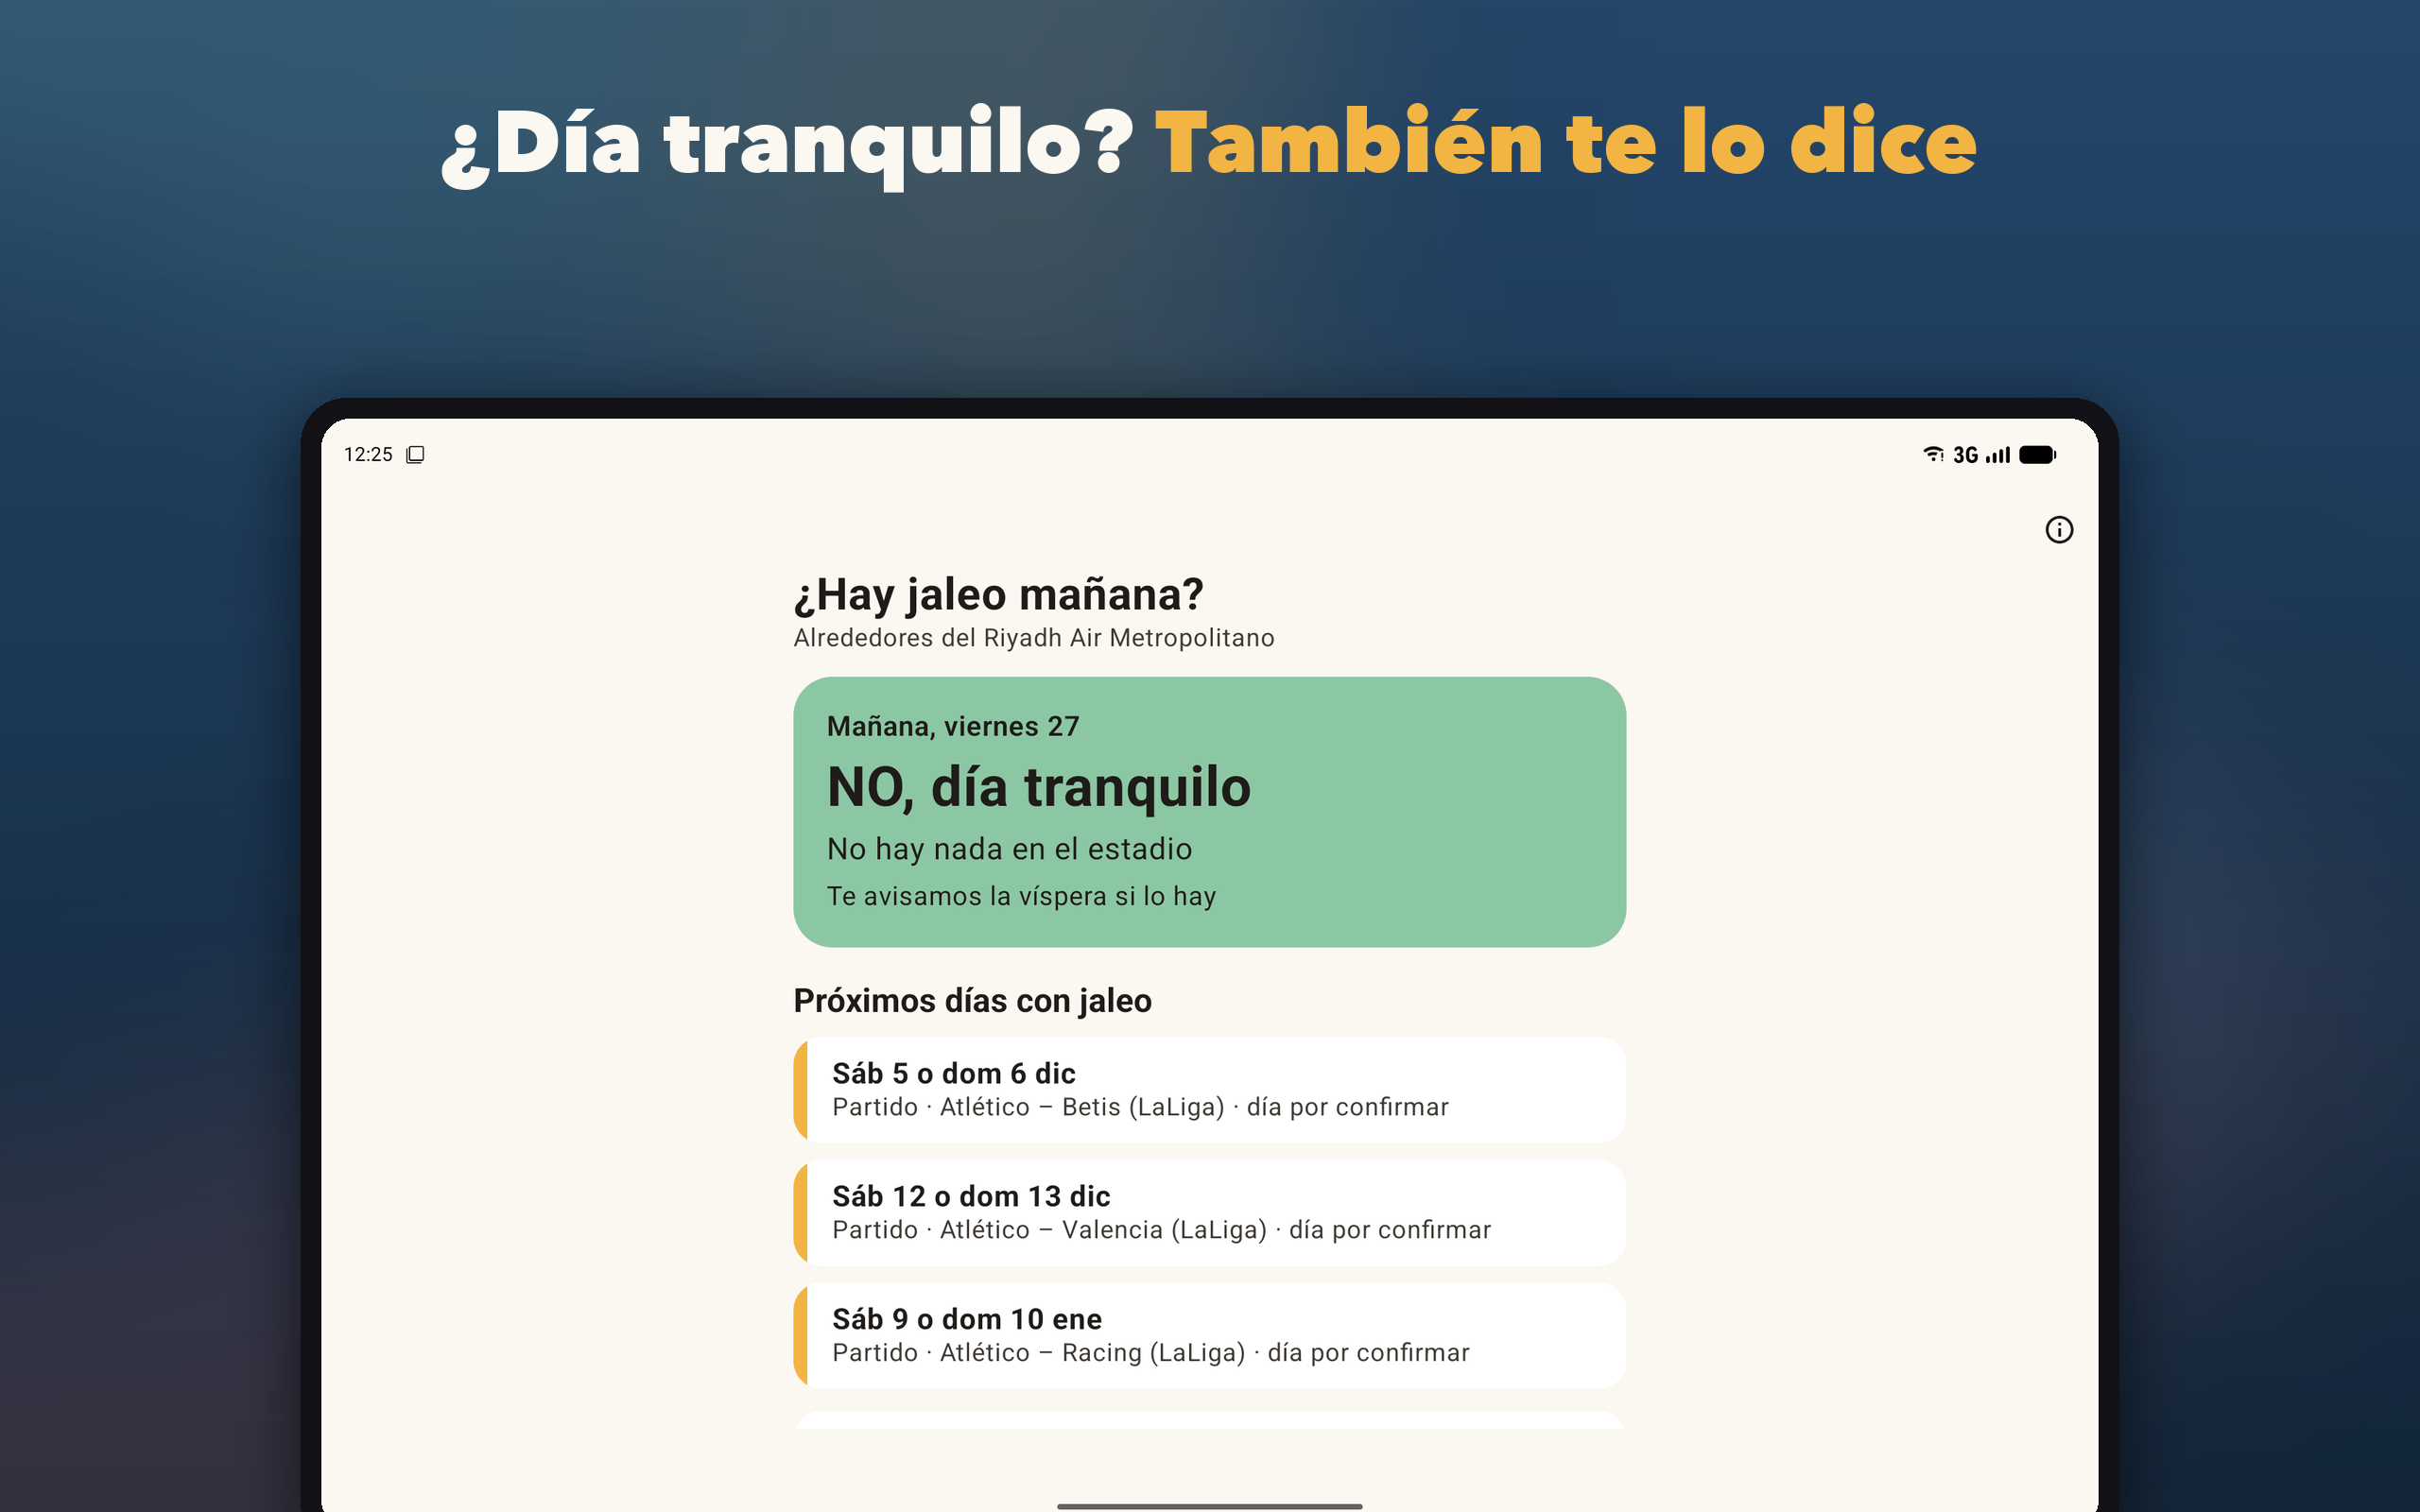 ¿Día tranquilo? También te lo dice
12:25
3G
¿Hay jaleo mañana?
Alrededores del Riyadh Air Metropolitano
Mañana, viernes 27
NO, día tranquilo
No hay nada en el estadio
Te avisamos la víspera si lo hay
Próximos días con jaleo
Sáb 5 o dom 6 dic
Partido · Atlético – Betis (LaLiga) · día por confirmar
Sáb 12 o dom 13 dic
Partido · Atlético – Valencia (LaLiga) · día por confirmar
Sáb 9 o dom 10 ene
Partido · Atlético – Racing (LaLiga) · día por confirmar